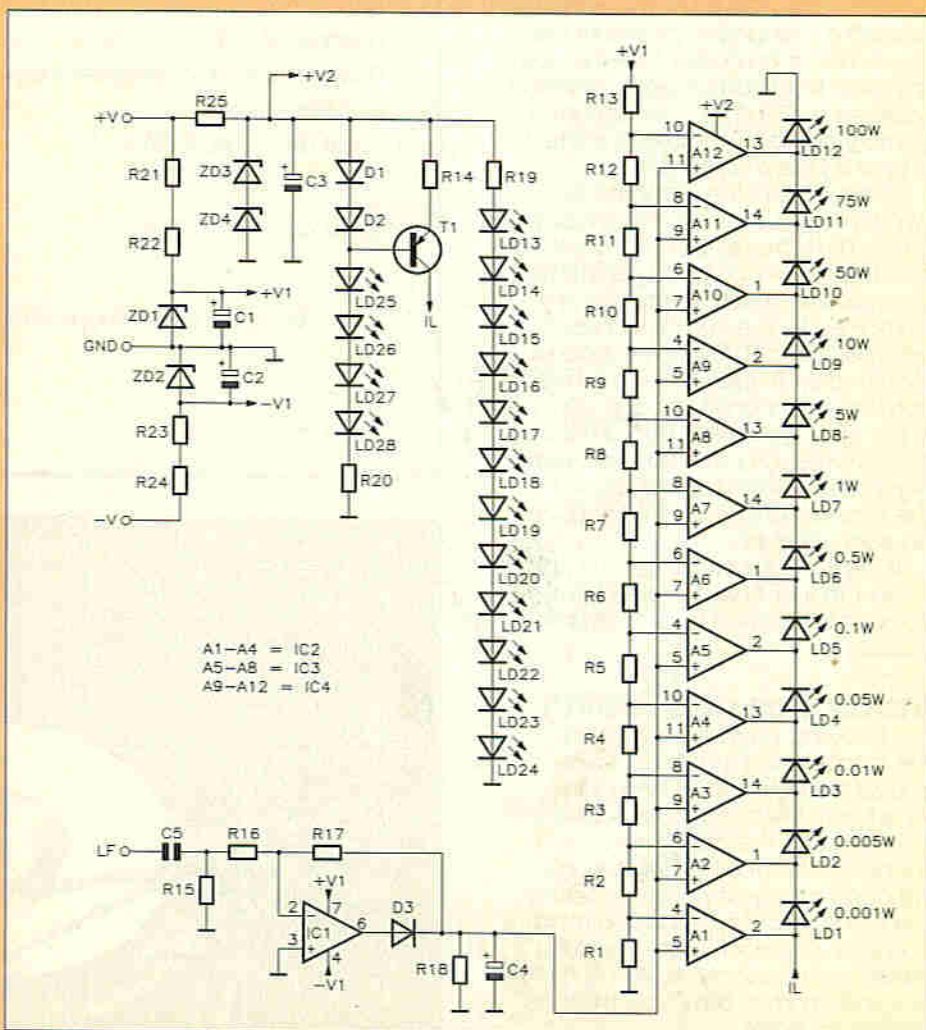 +V2
+V
R25
R21
ZD3
C3
D1
R14
R19
ZD4
D2
T1
LD13
R22
LD14
+V1
LD25
IL
LD15
ZD1
C1
LD26
LD16
GND
LD27
LD17
ZD2
C2
LD28
LD18
-V1
R23
R20
LD19
R24
LD20
-V
LD21
LD22
LD23
LD24
A1-A4 = IC2
A5-A8 = IC3
A9-A12 = IC4
+V1
R13
+V2
10 - A12 13 100W
11 + LD12
R12
8 - A11 14 75W
9 + LD11
R11
6 - A10 1 50W
7 + LD10
R10
4 - A9 2 10W
5 + LD9
R9
10 - A8 13 5W
11 + LD8
R8
8 - A7 14 1W
9 + LD7
R7
6 - A6 1 0.5W
7 + LD6
R6
4 - A5 2 0.1W
5 + LD5
R5
10 - A4 13 0.05W
11 + LD4
R4
8 - A3 14 0.01W
9 + LD3
R3
6 - A2 1 0.005W
7 + LD2
R2
4 - A1 2 0.001W
5 + LD1
R1
IL
LF
C5
R16
R17
R15
+V1
2 - 7
IC1 6
D3
3 + 4
-V1
R18
+
C4